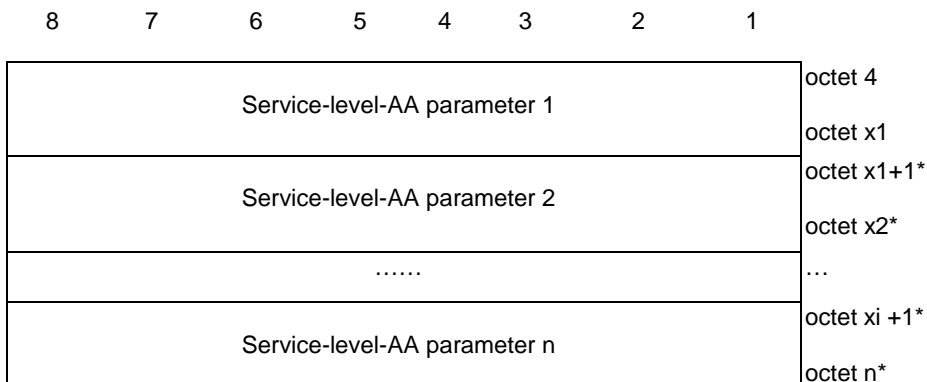 8 7 6 5 4 3 2 1
octet 4
Service-level-AA parameter 1
octet x1
octet x1+1*
Service-level-AA parameter 2
octet x2*
…… …
octet xi +1*
Service-level-AA parameter n
octet n*